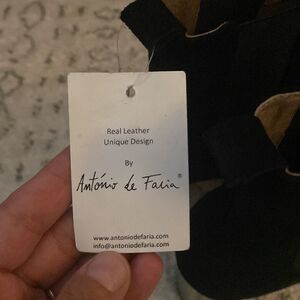 Real Leather
Unique Design
By
António de Faria®
www.antoniodefaria.com
info@antoniodefaria.com